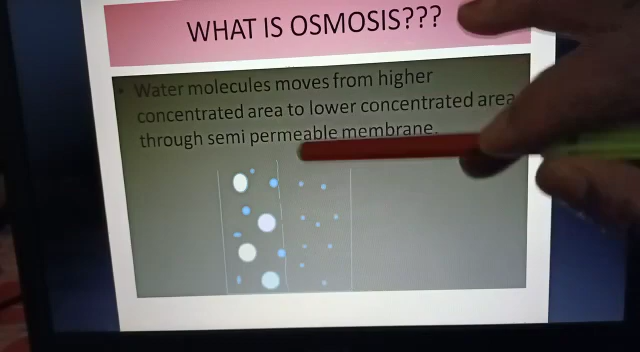 WHAT IS OSMOSIS???
• Water molecules moves from higher
concentrated area to lower concentrated area
through semi permeable membrane.